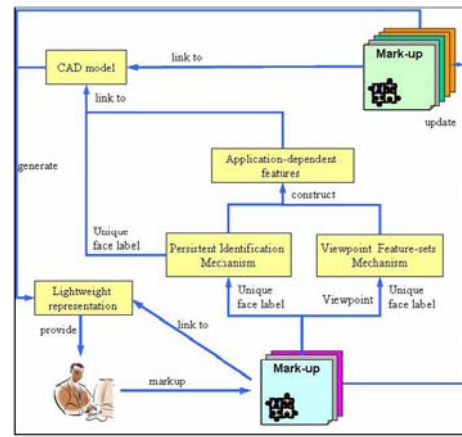 link to
Mark-up
CAD model
link to
update
Application-dependent
features
generate
construct
Unique
face label
Persistent Identification
Mechanism
Viewpoint Feature-sets
Mechanism
Lightweight
representation
Unique
face label
Viewpoint
Unique
face label
provide
link to
Mark-up
markup